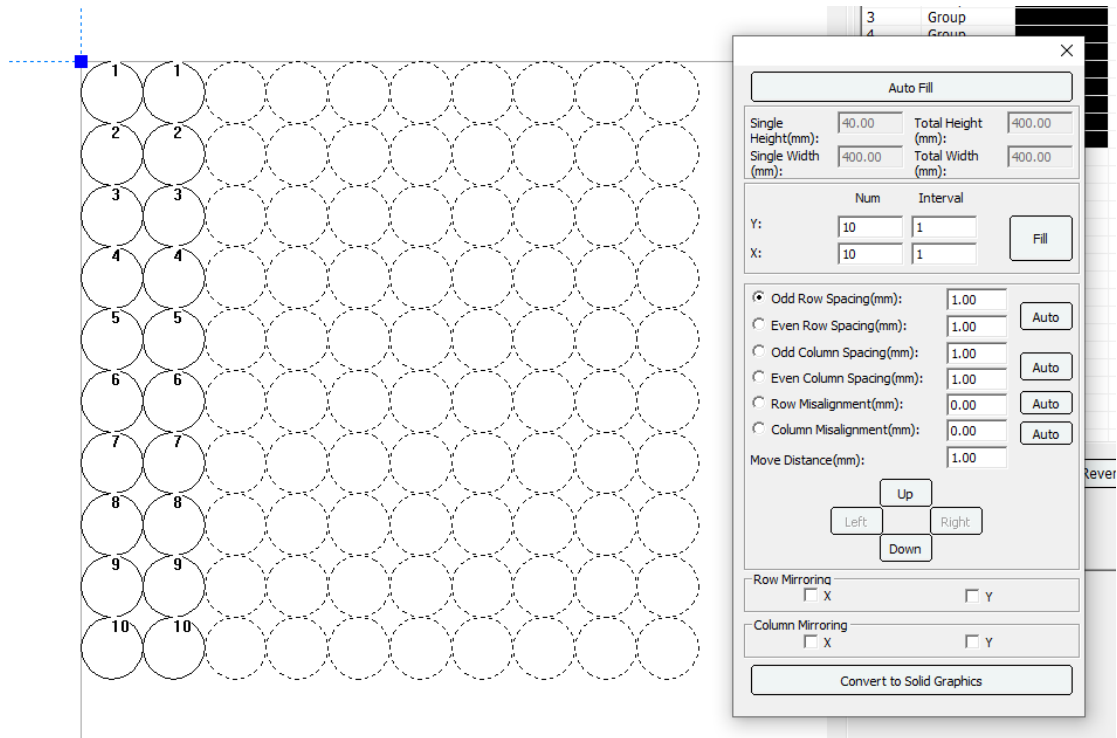 3 Group
4 Group
Auto Fill
Single Height(mm): 40.00 Total Height (mm): 400.00
Single Width (mm): 400.00 Total Width (mm): 400.00
Num Interval
Y: 10 1
Fill
X: 10 1
Odd Row Spacing(mm): 1.00
Auto
Even Row Spacing(mm): 1.00
Odd Column Spacing(mm): 1.00
Auto
Even Column Spacing(mm): 1.00
Row Misalignment(mm): 0.00 Auto
Column Misalignment(mm): 0.00 Auto
Move Distance(mm): 1.00
Up
Left Right
Down
Row Mirroring
X Y
Column Mirroring
X Y
Convert to Solid Graphics
1 1
2 2
3 3
4 4
5 5
6 6
7 7
8 8
9 9
10 10